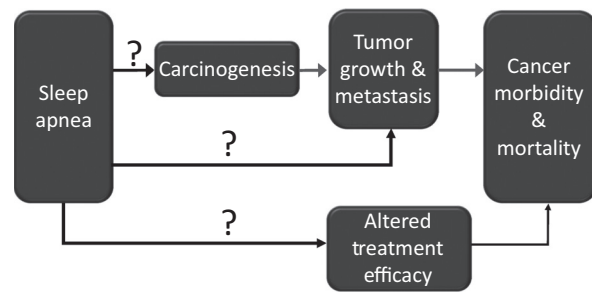 Sleep
apnea
?
Carcinogenesis
Tumor
growth &
metastasis
Cancer
morbidity
&
mortality
?
?
Altered
treatment
efficacy